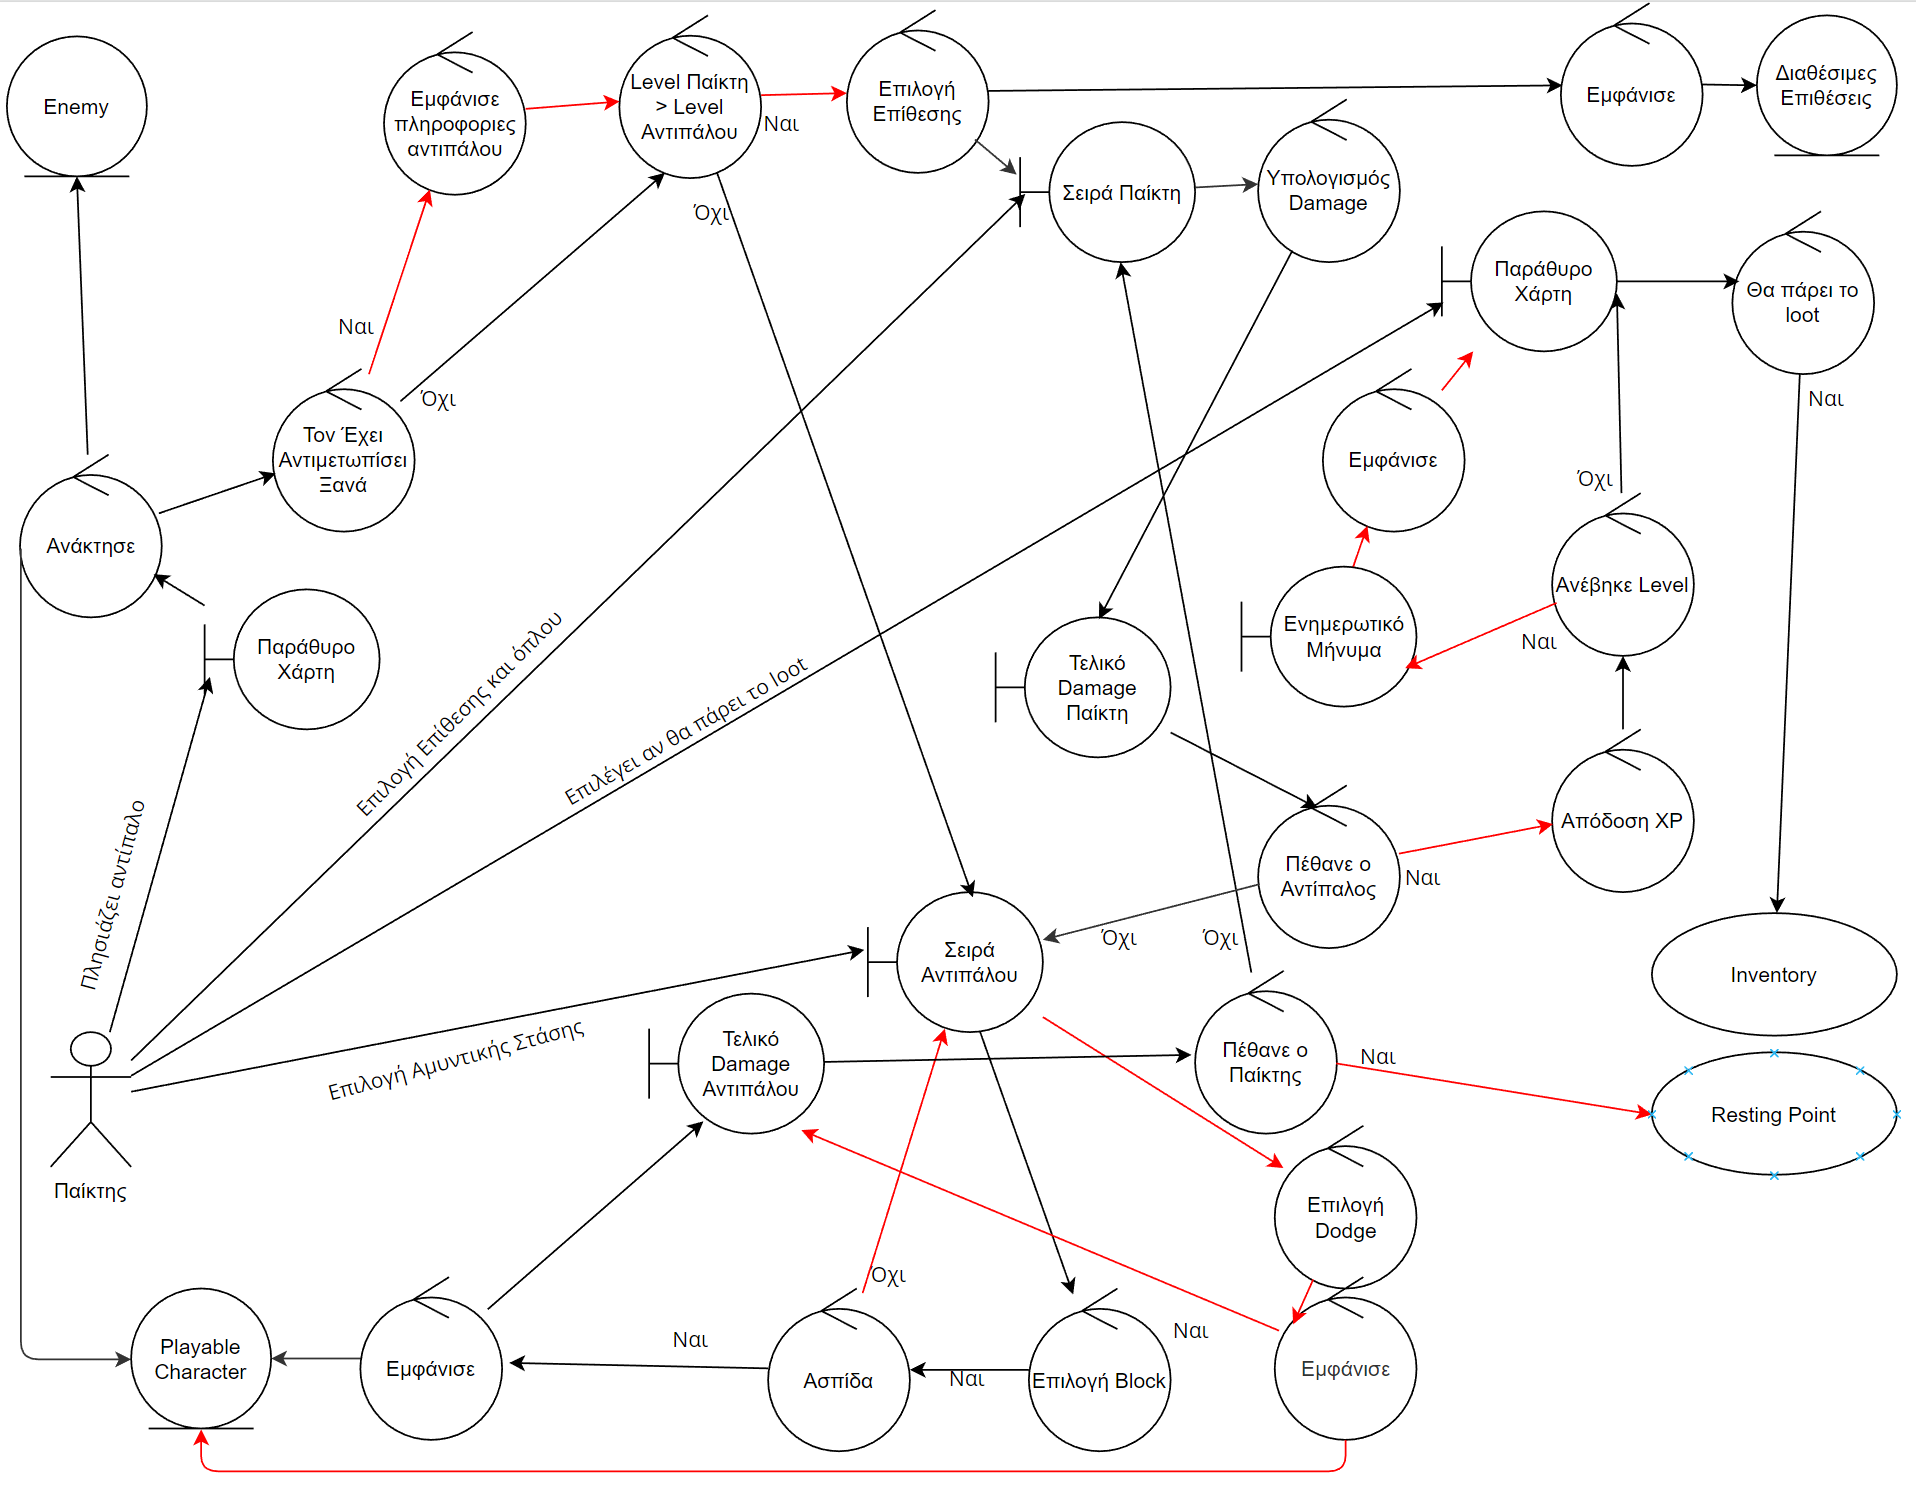 Enemy
Εμφάνισε
πληροφοριες
αντιπάλου
Level Παίκτη
> Level
Αντιπάλου
Ναι
Επιλογή
Επίθεσης
Εμφάνισε
Διαθέσιμες
Επιθέσεις
Όχι
Σειρά Παίκτη
Υπολογισμός
Damage
Παράθυρο
Χάρτη
Θα πάρει το
loot
Ναι
Όχι
Ναι
Τον Έχει
Αντιμετωπίσει
Ξανά
Εμφάνισε
Όχι
Ανάκτησε
Ανέβηκε Level
Παράθυρο
Χάρτη
Ενημερωτικό
Μήνυμα
Ναι
Τελικό
Damage
Παίκτη
Επιλογή Επίθεσης και όπλου
Επιλέγει αν θα πάρει το loot
Πλησιάζει αντίπαλο
Απόδοση XP
Πέθανε ο
Αντίπαλος
Ναι
Όχι
Όχι
Σειρά
Αντιπάλου
Inventory
Επιλογή Αμυντικής Στάσης
Τελικό
Damage
Αντιπάλου
Πέθανε ο
Παίκτης
Ναι
Resting Point
Παίκτης
Επιλογή
Dodge
Όχι
Ναι
Ναι
Playable
Character
Εμφάνισε
Ασπίδα
Ναι
Επιλογή Block
Εμφάνισε